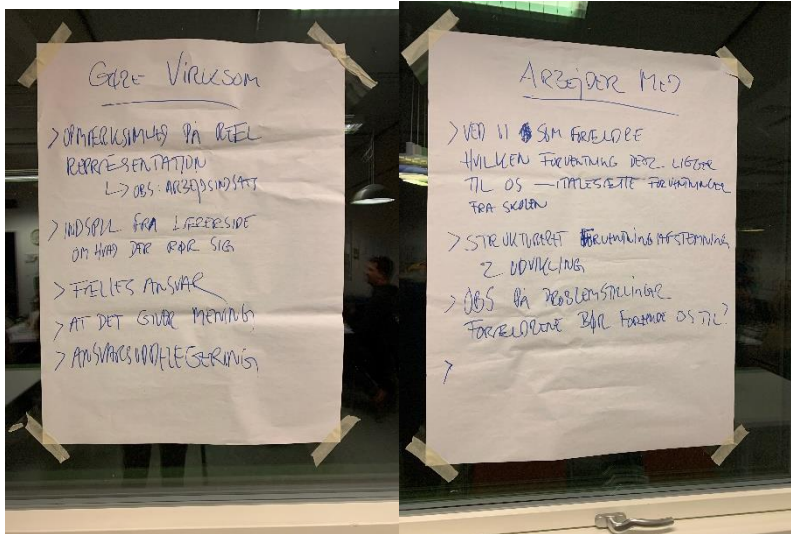 GØRE VIRKSOM
> OPMÆRKSOMHED PÅ REEL
REPRÆSENTATION
↳ OBS: ARBEJDSINDSATS
> INDSPIL FRA LÆRERSIDE
OM HVAD DER RØR SIG
> FÆLLES ANSVAR
> AT DET GIVER MENING
> ANSVARSUDDELEGERING
ARBEJDER MED
> VED VI SOM FORÆLDRE
HVILKEN FORVENTNING DER LIGGER
TIL OS — ITALESÆTTE FORVENTNINGER
FRA SKOLEN
> STRUKTURERET FORVENTNINGSAFSTEMNING
2 UDVIKLING
> OBS PÅ PROBLEMSTILLINGER
FORÆLDRENE BØR FORHOLDE OS TIL?
>